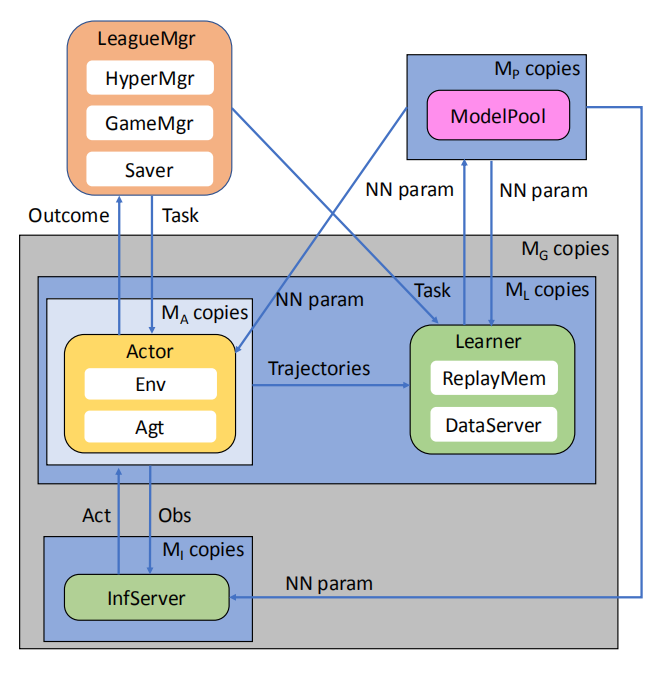 LeagueMgr
HyperMgr
GameMgr
Saver
M_P copies
ModelPool
NN param
NN param
Outcome
Task
M_G copies
M_L copies
Task
NN param
M_A copies
Actor
Env
Agt
Trajectories
Learner
ReplayMem
DataServer
Act
Obs
M_I copies
InfServer
NN param